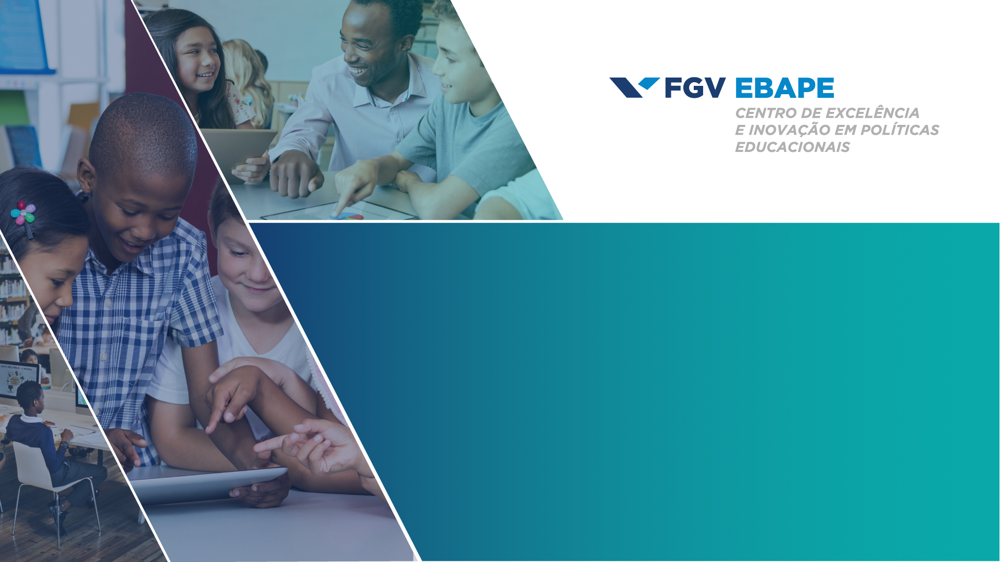 FGV EBAPE
CENTRO DE EXCELÊNCIA
E INOVAÇÃO EM POLÍTICAS
EDUCACIONAIS